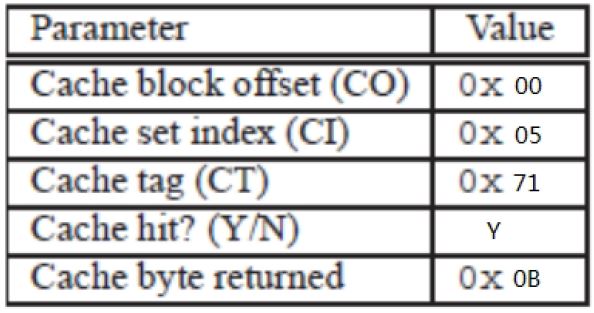 Parameter Value
Cache block offset (CO) 0x 00
Cache set index (CI) 0x 05
Cache tag (CT) 0x 71
Cache hit? (Y/N) Y
Cache byte returned 0x 0B